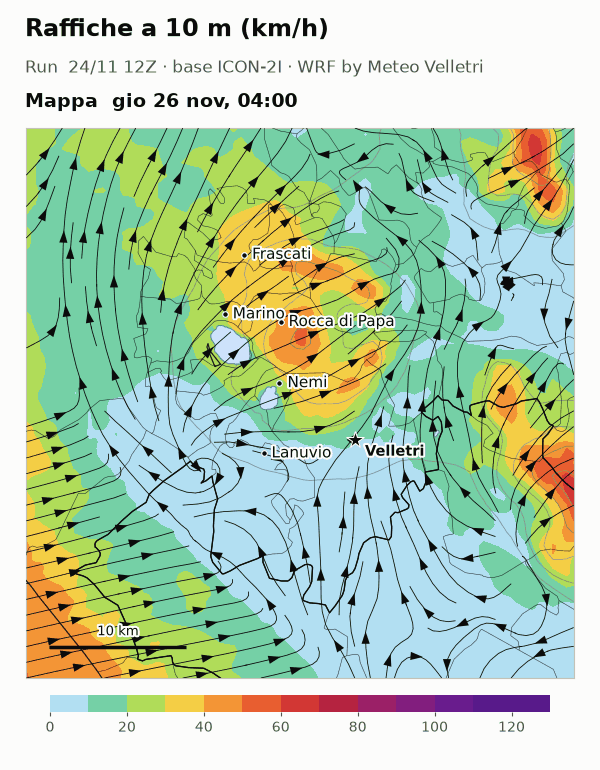 Raffiche a 10 m (km/h)
Run  24/11 12Z · base ICON-2I · WRF by Meteo Velletri
Mappa  gio 26 nov, 04:00
Frascati
Marino
Rocca di Papa
Nemi
Lanuvio
Velletri
10 km
0 20 40 60 80 100 120